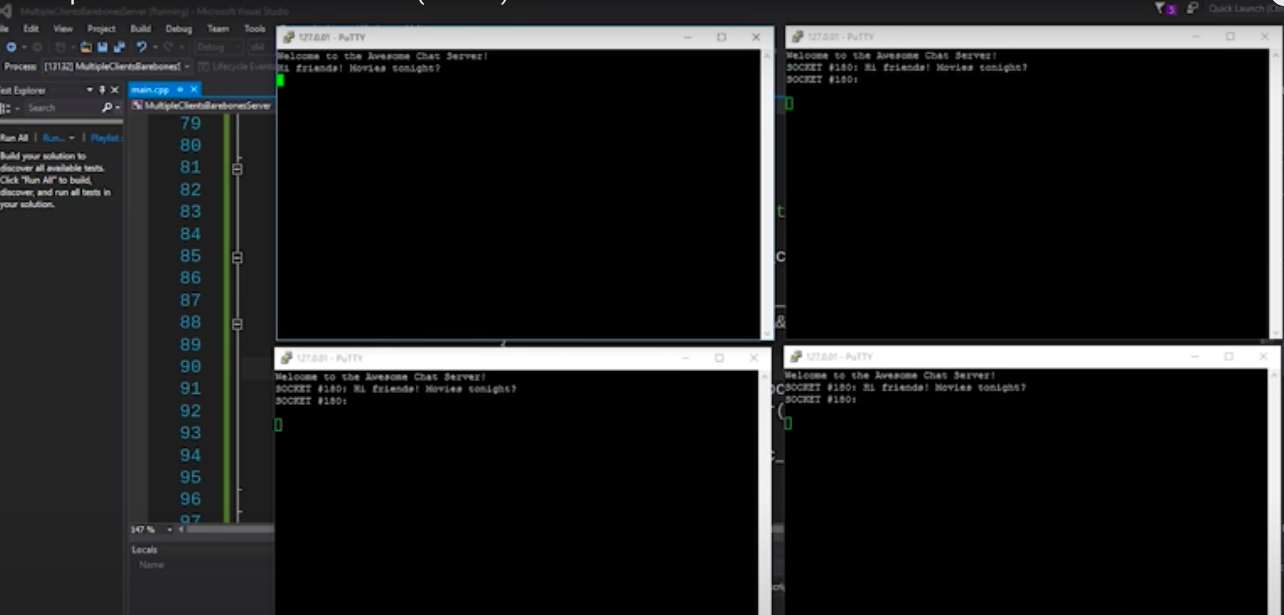 MultipleClientsBarebonesServer (Running) - Microsoft Visual Studio
Quick Launch
5
File Edit View Project Build Debug Team Tools
Debug x64
Process: [13132] MultipleClientsBarebonesS
Lifecycle Events
Test Explorer
Search
Run All | Run... | Playlist :
Build your solution to
discover all available tests.
Click "Run All" to build,
discover, and run all tests in
your solution.
main.cpp
MultipleClientsBarebonesServer
79
80
81
82
83
84
85
86
87
88
89
90
91
92
93
94
95
96
97
147 %
Locals
Name
127.0.0.1 - PuTTY
Welcome to the Awesome Chat Server!
Hi friends! Movies tonight?
127.0.0.1 - PuTTY
Welcome to the Awesome Chat Server!
SOCKET #180: Hi friends! Movies tonight?
SOCKET #180:
127.0.0.1 - PuTTY
Welcome to the Awesome Chat Server!
SOCKET #180: Hi friends! Movies tonight?
SOCKET #180:
127.0.0.1 - PuTTY
Welcome to the Awesome Chat Server!
SOCKET #180: Hi friends! Movies tonight?
SOCKET #180: